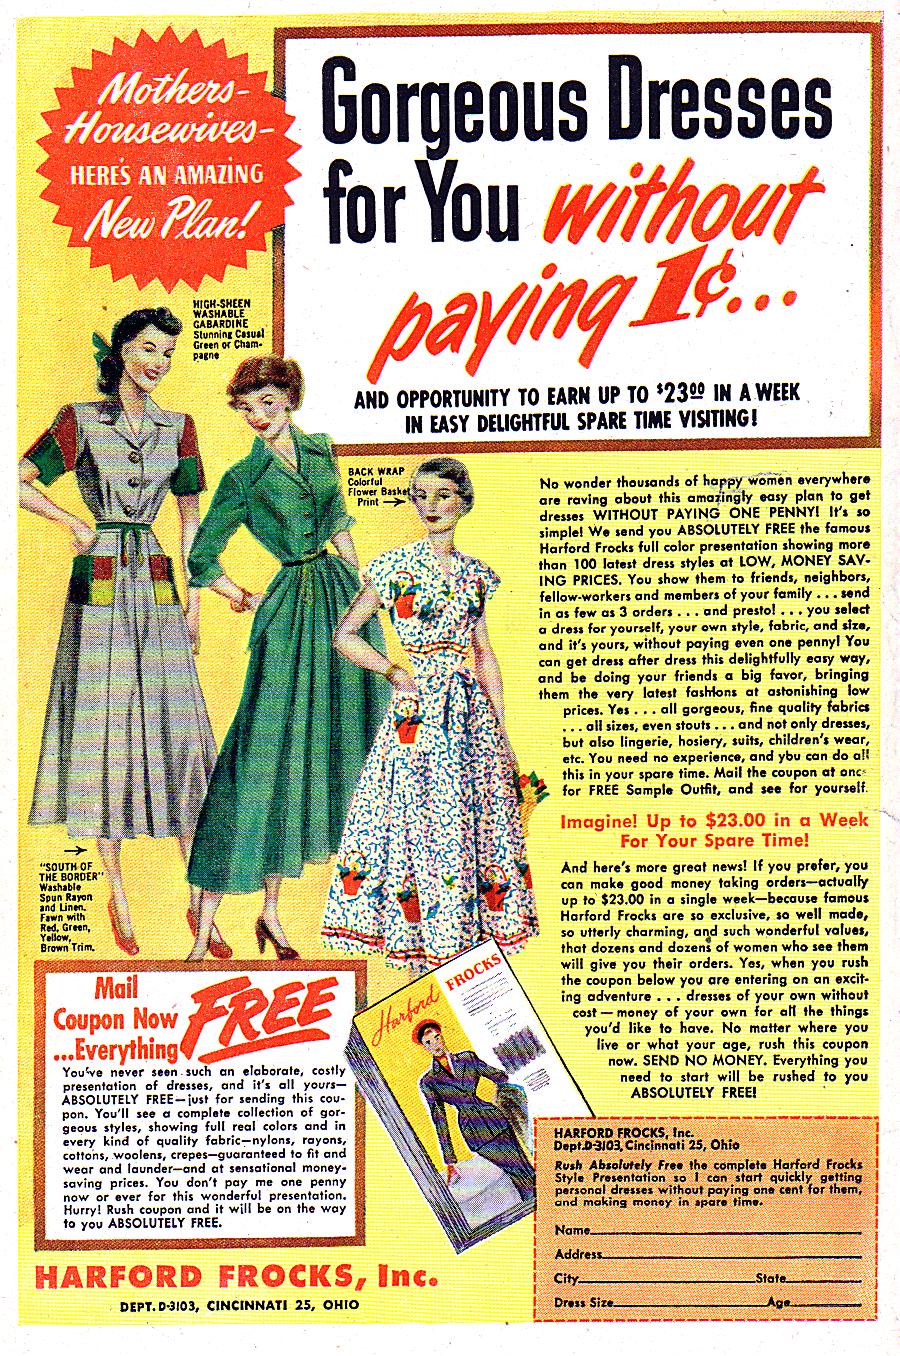 Mothers-
Housewives-
HERE'S AN AMAZING
New Plan!
Gorgeous Dresses
for You without
paying 1¢...
AND OPPORTUNITY TO EARN UP TO $23.00 IN A WEEK
IN EASY DELIGHTFUL SPARE TIME VISITING!
HIGH-SHEEN
WASHABLE
GABARDINE
Stunning Casual
Green or Cham-
pagne
BACK WRAP
Colorful
Flower Basket
Print →
"SOUTH OF
THE BORDER"
Washable
Spun Rayon
and Linen.
Fawn with
Red, Green,
Yellow,
Brown Trim.
No wonder thousands of happy women everywhere
are raving about this amazingly easy plan to get
dresses WITHOUT PAYING ONE PENNY! It's so
simple! We send you ABSOLUTELY FREE the famous
Harford Frocks full color presentation showing more
than 100 latest dress styles at LOW, MONEY SAV-
ING PRICES. You show them to friends, neighbors,
fellow-workers and members of your family . . . send
in as few as 3 orders . . . and presto! . . . you select
a dress for yourself, your own style, fabric, and size,
and it's yours, without paying even one penny! You
can get dress after dress this delightfully easy way,
and be doing your friends a big favor, bringing
them the very latest fashions at astonishing low
prices. Yes . . . all gorgeous, fine quality fabrics
. . . all sizes, even stouts . . . and not only dresses,
but also lingerie, hosiery, suits, children's wear,
etc. You need no experience, and you can do all
this in your spare time. Mail the coupon at once
for FREE Sample Outfit, and see for yourself.
Imagine! Up to $23.00 in a Week
For Your Spare Time!
And here's more great news! If you prefer, you
can make good money taking orders—actually
up to $23.00 in a single week—because famous
Harford Frocks are so exclusive, so well made,
so utterly charming, and such wonderful values,
that dozens and dozens of women who see them
will give you their orders. Yes, when you rush
the coupon below you are entering on an excit-
ing adventure . . . dresses of your own without
cost — money of your own for all the things
you'd like to have. No matter where you
live or what your age, rush this coupon
now. SEND NO MONEY. Everything you
need to start will be rushed to you
ABSOLUTELY FREE!
Mail
Coupon Now
...Everything FREE
You've never seen such an elaborate, costly
presentation of dresses, and it's all yours—
ABSOLUTELY FREE—just for sending this cou-
pon. You'll see a complete collection of gor-
geous styles, showing full real colors and in
every kind of quality fabric—nylons, rayons,
cottons, woolens, crepes—guaranteed to fit and
wear and launder—and at sensational money-
saving prices. You don't pay me one penny
now or ever for this wonderful presentation.
Hurry! Rush coupon and it will be on the way
to you ABSOLUTELY FREE.
Harford FROCKS
HARFORD FROCKS, Inc.
DEPT. D-3103, CINCINNATI 25, OHIO
HARFORD FROCKS, Inc.
Dept. D-3103, Cincinnati 25, Ohio
Rush Absolutely Free the complete Harford Frocks
Style Presentation so I can start quickly getting
personal dresses without paying one cent for them,
and making money in spare time.
Name
Address
City State
Dress Size Age